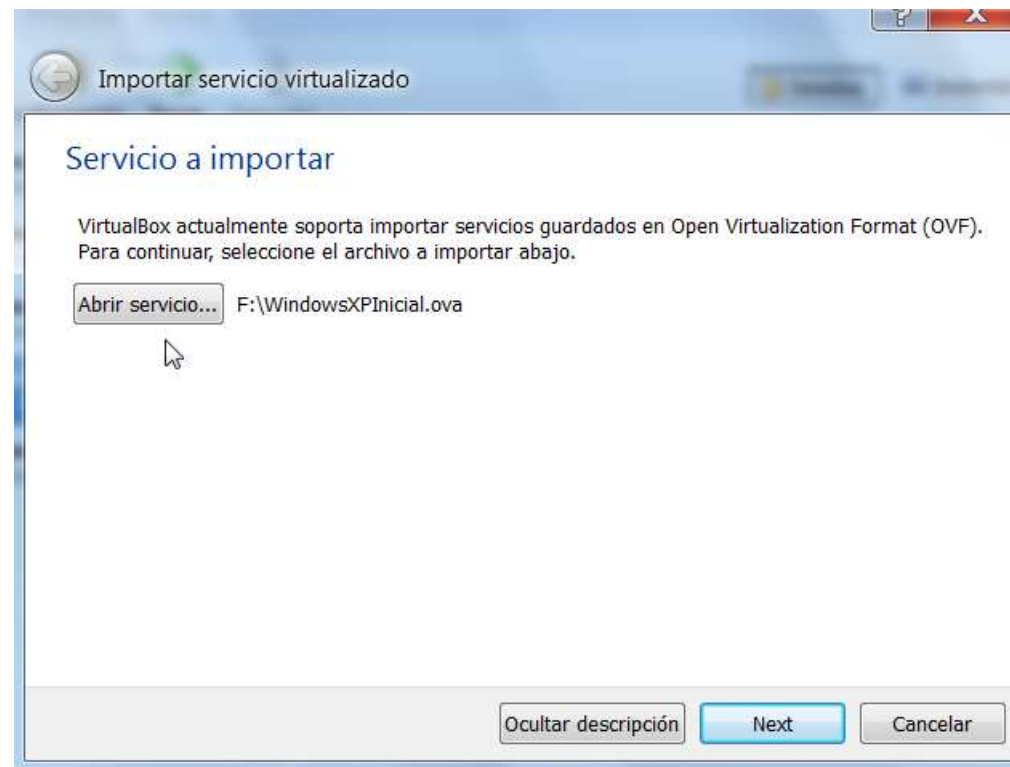 Importar servicio virtualizado
Servicio a importar
VirtualBox actualmente soporta importar servicios guardados en Open Virtualization Format (OVF).
Para continuar, seleccione el archivo a importar abajo.
Abrir servicio... F:\WindowsXPInicial.ova
Ocultar descripción Next Cancelar